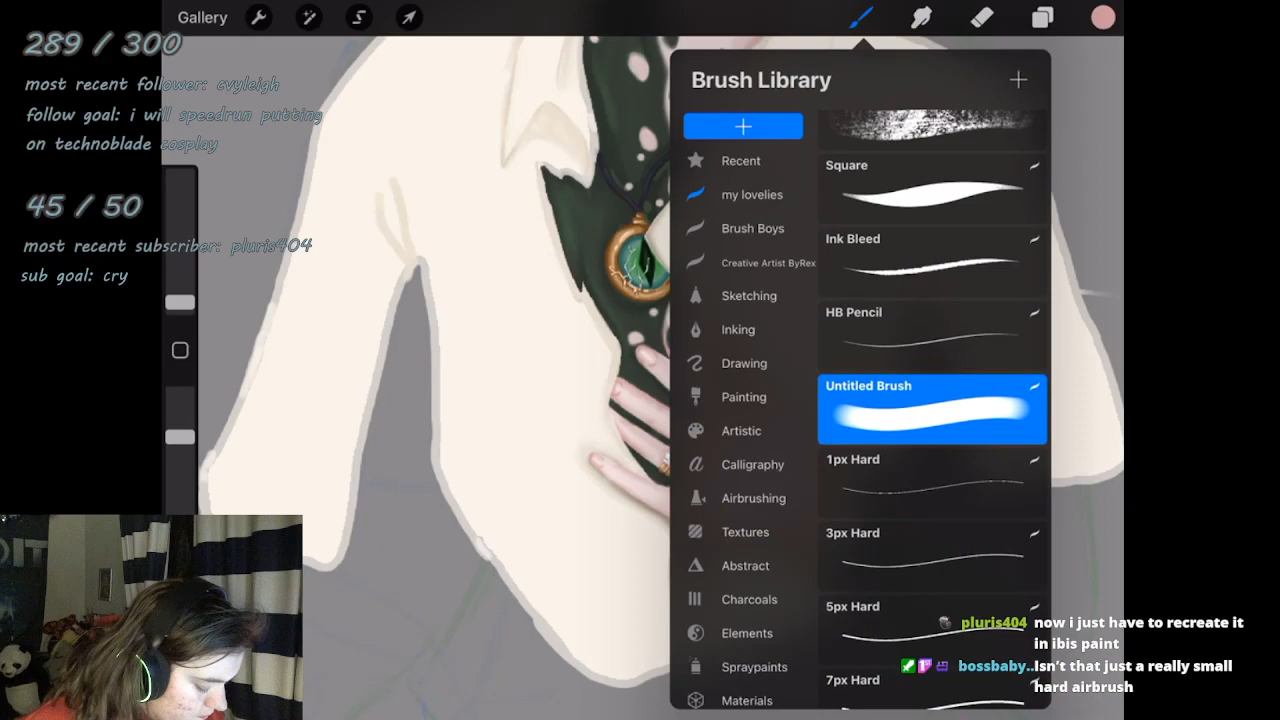 Gallery
289 / 300
most recent follower: cvyleigh
follow goal: i will speedrun putting
on technoblade cosplay
45 / 50
most recent subscriber: pluris404
sub goal: cry
Brush Library
Recent
my lovelies
Brush Boys
Creative Artist ByRex
Sketching
Inking
Drawing
Painting
Artistic
Calligraphy
Airbrushing
Textures
Abstract
Charcoals
Elements
Spraypaints
Materials
Square
Ink Bleed
HB Pencil
Untitled Brush
1px Hard
3px Hard
5px Hard
7px Hard
pluris404 now i just have to recreate it
in ibis paint
bossbaby.. Isn't that just a really small
hard airbrush